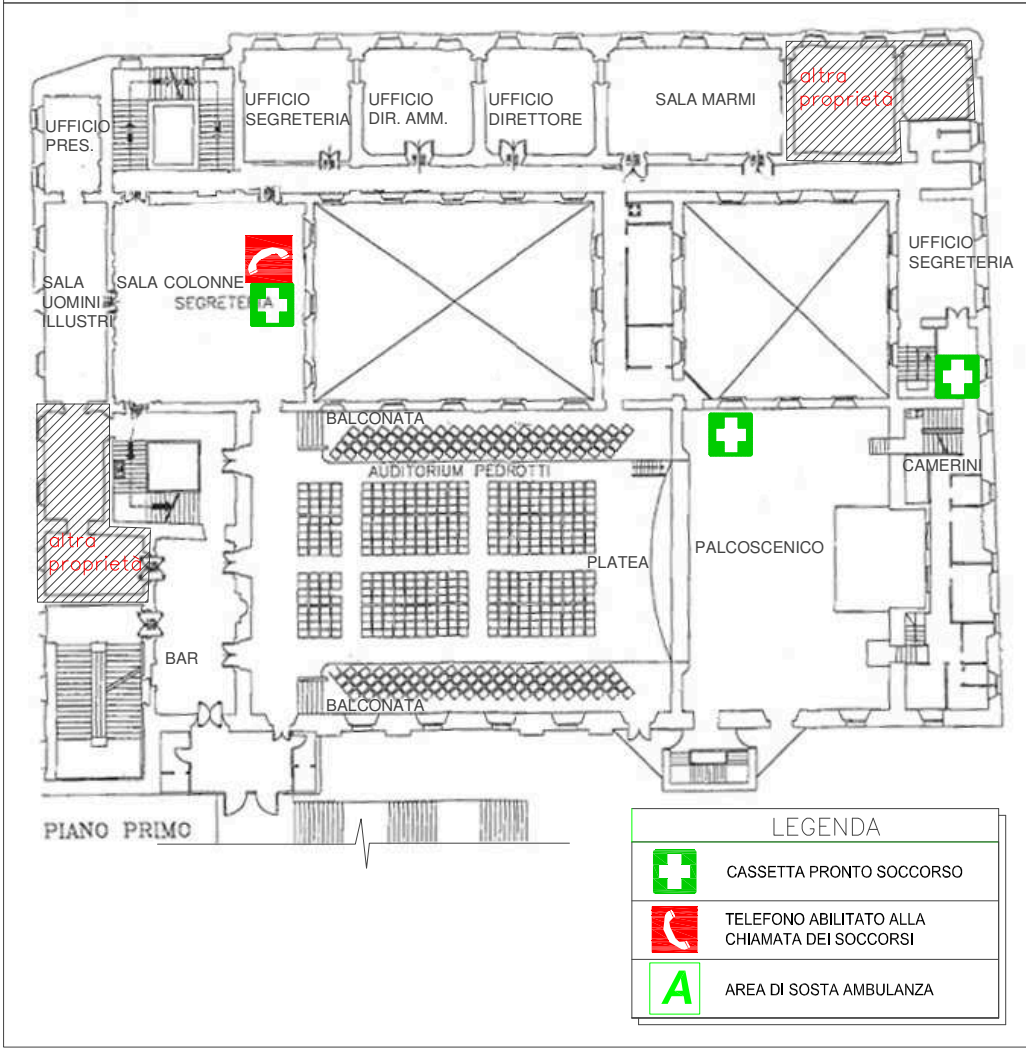 UFFICIO
PRES.
UFFICIO
SEGRETERIA
UFFICIO
DIR. AMM.
UFFICIO
DIRETTORE
SALA MARMI
altra
proprietà
SALA
UOMINI
ILLUSTRI
SALA COLONNE
SEGRETERIA
UFFICIO
SEGRETERIA
BALCONATA
AUDITORIUM PEDROTTI
CAMERINI
altra
proprietà
PLATEA
PALCOSCENICO
BAR
BALCONATA
PIANO PRIMO
LEGENDA
CASSETTA PRONTO SOCCORSO
TELEFONO ABILITATO ALLA
CHIAMATA DEI SOCCORSI
A
AREA DI SOSTA AMBULANZA